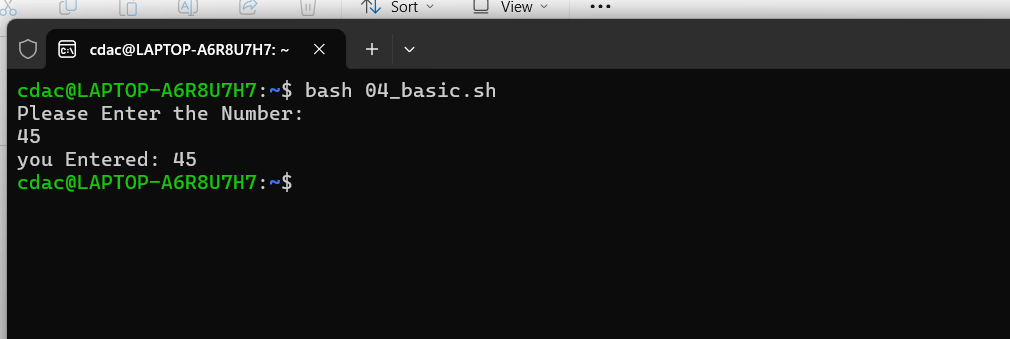 Sort
View
cdac@LAPTOP-A6R8U7H7: ~
cdac@LAPTOP-A6R8U7H7:~$ bash 04_basic.sh
Please Enter the Number:
45
you Entered: 45
cdac@LAPTOP-A6R8U7H7:~$